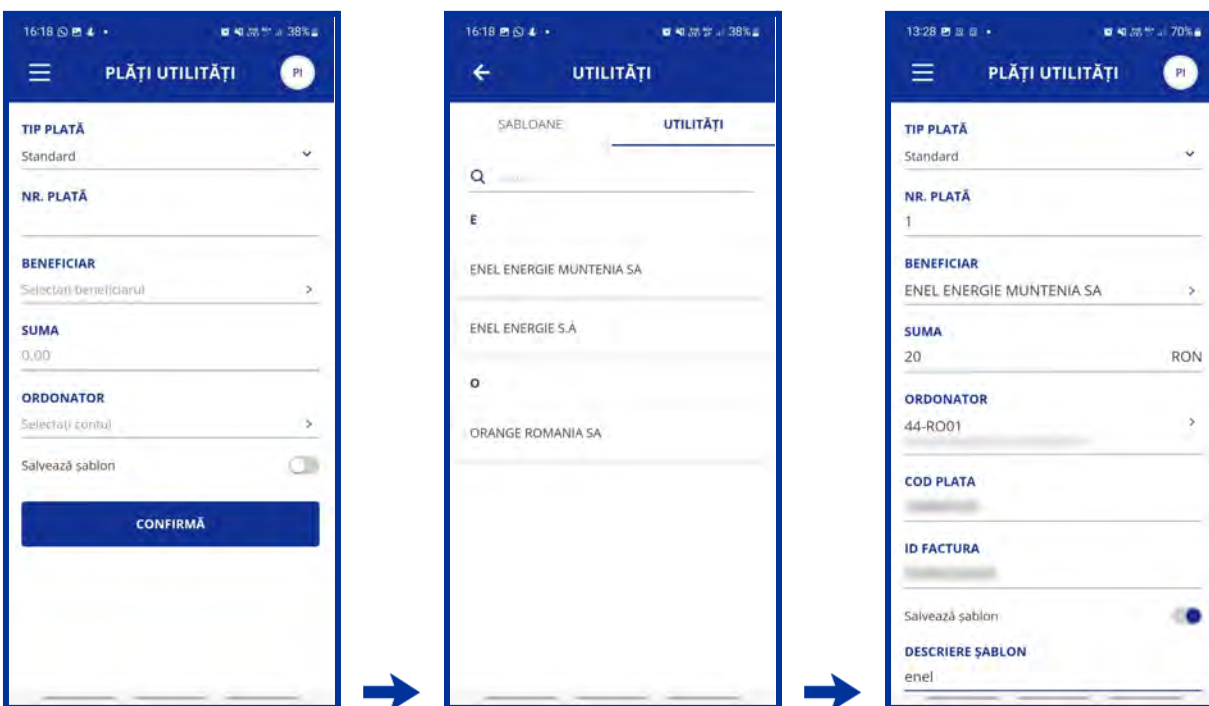 16:18
38%
PLĂȚI UTILITĂȚI
PI
TIP PLATĂ
Standard
NR. PLATĂ
BENEFICIAR
Selectați beneficiarul
SUMA
0,00
ORDONATOR
Selectați contul
Salvează șablon
CONFIRMĂ
16:18
38%
UTILITĂȚI
SABLOANE
UTILITĂȚI
E
ENEL ENERGIE MUNTENIA SA
ENEL ENERGIE S.A
O
ORANGE ROMANIA SA
13:28
70%
PLĂȚI UTILITĂȚI
PI
TIP PLATĂ
Standard
NR. PLATĂ
1
BENEFICIAR
ENEL ENERGIE MUNTENIA SA
SUMA
20 RON
ORDONATOR
44-RO01
COD PLATA
ID FACTURA
Salvează șablon
DESCRIERE ȘABLON
enel